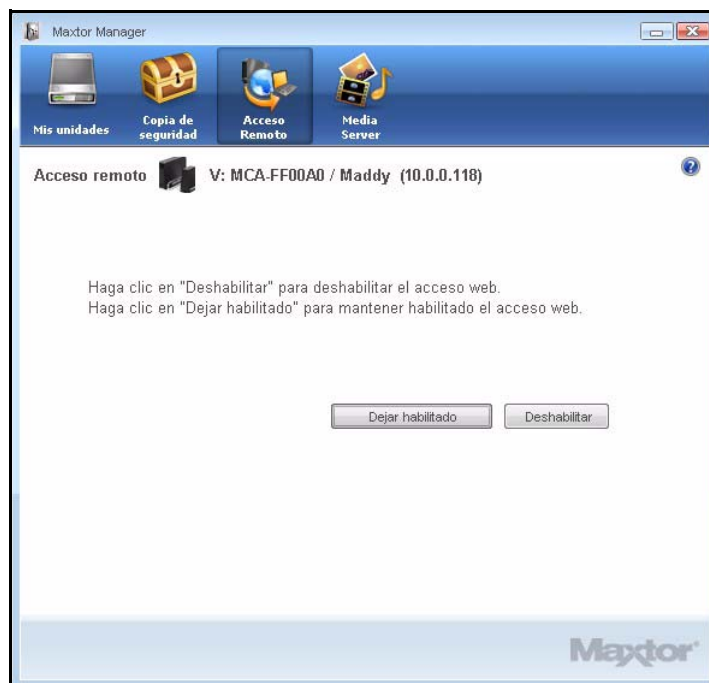 Maxtor Manager
Mis unidades
Copia de
seguridad
Acceso
Remoto
Media
Server
Acceso remoto V: MCA-FF00A0 / Maddy (10.0.0.118)
Haga clic en "Deshabilitar" para deshabilitar el acceso web.
Haga clic en "Dejar habilitado" para mantener habilitado el acceso web.
Dejar habilitado Deshabilitar
Maxtor